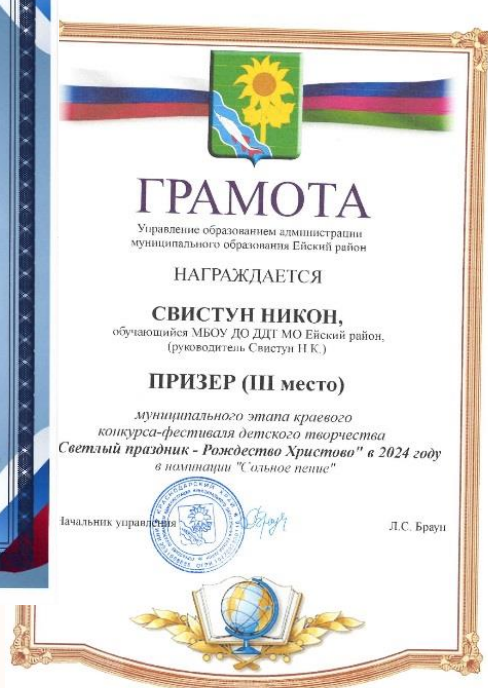 ГРАМОТА
Управление образованием администрации
муниципального образования Ейский район
НАГРАЖДАЕТСЯ
СВИСТУН НИКОН,
обучающийся МБОУ ДО ДДТ МО Ейский район,
(руководитель Свистун Н.К.)
ПРИЗЕР (III место)
муниципального этапа краевого
конкурса-фестиваля детского творчества
Светлый праздник - Рождество Христово" в 2024 году
в номинации "Сольное пение"
Начальник управления
Л.С. Браун